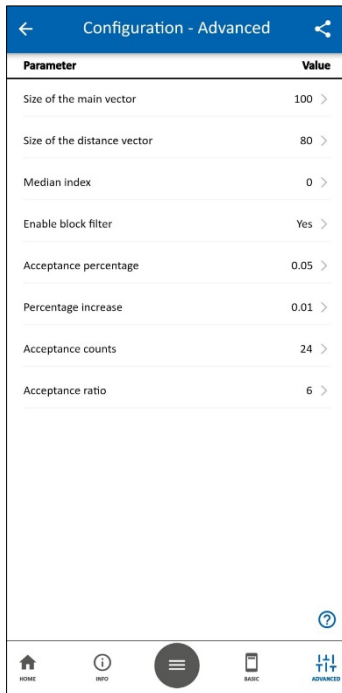 Configuration - Advanced
Parameter Value
Size of the main vector 100
Size of the distance vector 80
Median index 0
Enable block filter Yes
Acceptance percentage 0.05
Percentage increase 0.01
Acceptance counts 24
Acceptance ratio 6
HOME INFO BASIC ADVANCED